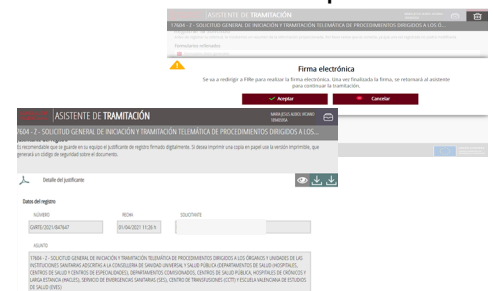 ASISTENTE DE TRAMITACIÓN
17604 - Z - SOLICITUD GENERAL DE INICIACIÓN Y TRAMITACIÓN TELEMÁTICA DE PROCEDIMIENTOS DIRIGIDOS A LOS Ó...
Formularios rellenados
Firma electrónica
Se va a redirigir a FIRe para realizar la firma electrónica. Una vez finalizada la firma, se retornará al asistente
para continuar la tramitación.
Aceptar
Cancelar
ASISTENTE DE TRAMITACIÓN
7604 - Z - SOLICITUD GENERAL DE INICIACIÓN Y TRAMITACIÓN TELEMÁTICA DE PROCEDIMIENTOS DIRIGIDOS A LOS...
Es recomendable que se guarde en su equipo el justificante de registro firmado digitalmente. Si desea imprimir una copia en papel use la versión imprimible, que
generará un código de seguridad sobre el documento.
Detalle del justificante
Datos del registro
NÚMERO
FECHA
SOLICITANTE
GVRTE/2021/847647
01/04/2021 11:26
ASUNTO
17604 - Z - SOLICITUD GENERAL DE INICIACIÓN Y TRAMITACIÓN TELEMÁTICA DE PROCEDIMIENTOS DIRIGIDOS A LOS ÓRGANOS Y UNIDADES DE LAS
INSTITUCIONES SANITARIAS ADSCRITAS A LA CONSELLERIA DE SANIDAD UNIVERSAL Y SALUD PÚBLICA (DEPARTAMENTOS DE SALUD (HOSPITALES,
CENTROS DE SALUD Y CENTROS DE ESPECIALIDADES), DEPARTAMENTOS COMISIONADOS, CENTROS DE SALUD PÚBLICA, HOSPITALES DE CRÓNICOS Y
LARGA ESTANCIA (HACLES), SERVICIO DE EMERGENCIAS SANITARIAS (SES), CENTRO DE TRANSFUSIONES (CCTT) Y ESCUELA VALENCIANA DE ESTUDIOS
DE SALUD (EVES)